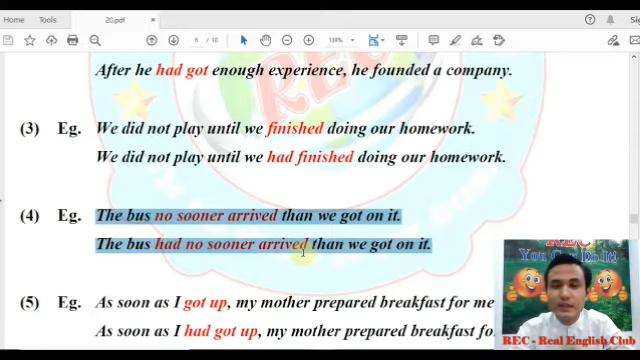 Home Tools 20.pdf × Sig
6 / 10 138%
After he had got enough experience, he founded a company.
(3) Eg. We did not play until we finished doing our homework.
We did not play until we had finished doing our homework.
(4) Eg. The bus no sooner arrived than we got on it.
The bus had no sooner arrived than we got on it.
(5) Eg. As soon as I got up, my mother prepared breakfast for me
As soon as I had got up, my mother prepared breakfast for
REC
You Can Do It!
REC - Real English Club